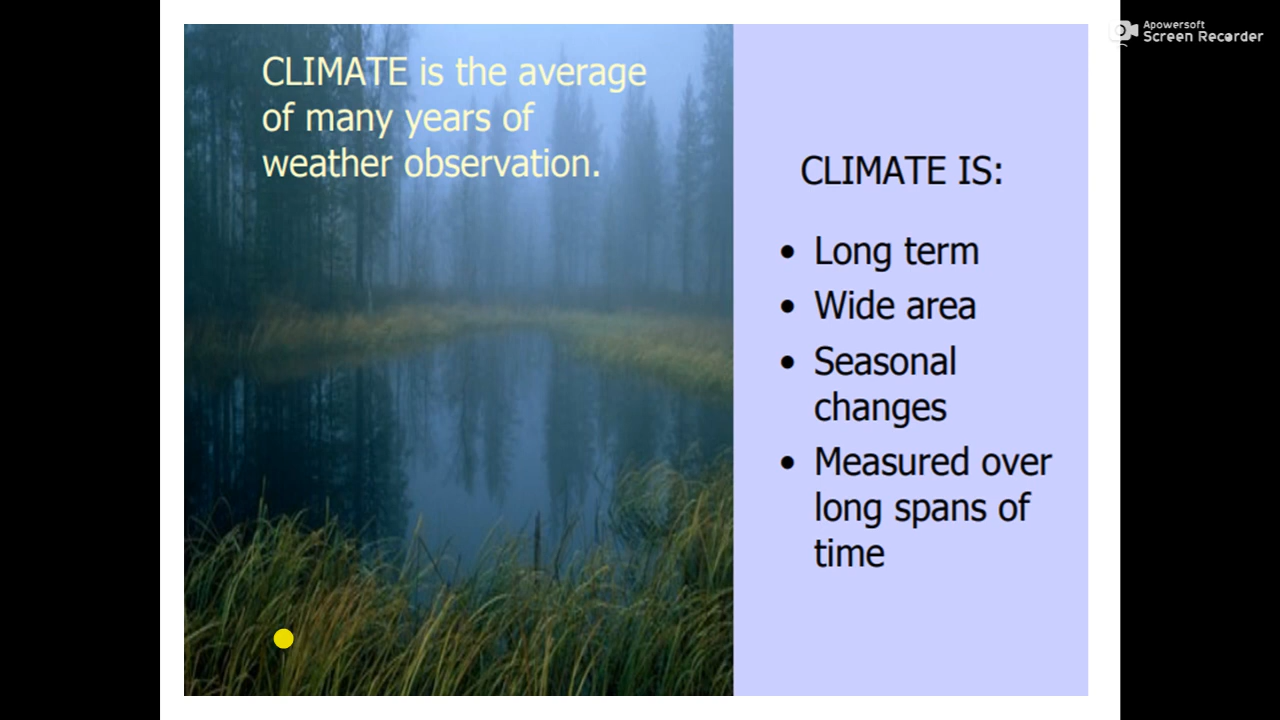 CLIMATE is the average
of many years of
weather observation.
CLIMATE IS:
• Long term
• Wide area
• Seasonal
changes
• Measured over
long spans of
time
Apowersoft
Screen Recorder